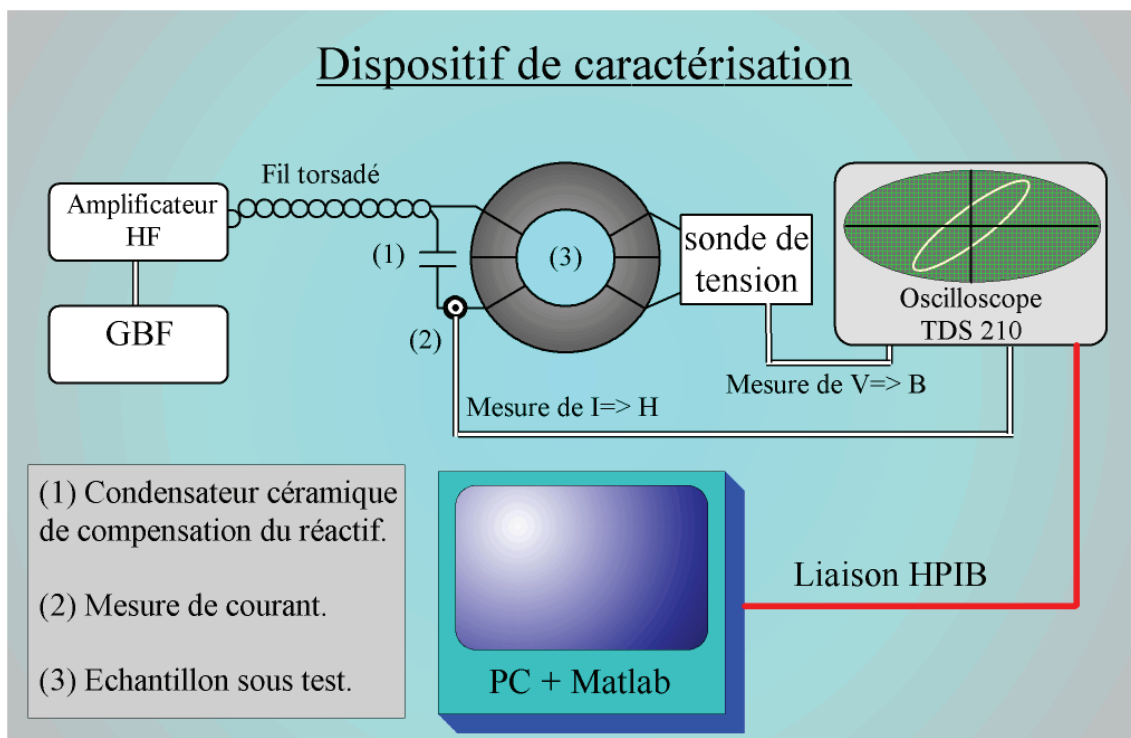 Dispositif de caractérisation
Fil torsadé
Amplificateur
HF
GBF
(1)
(2)
(3)
sonde de
tension
Oscilloscope
TDS 210
Mesure de V=> B
Mesure de I=> H
(1) Condensateur céramique
de compensation du réactif.
(2) Mesure de courant.
(3) Echantillon sous test.
PC + Matlab
Liaison HPIB